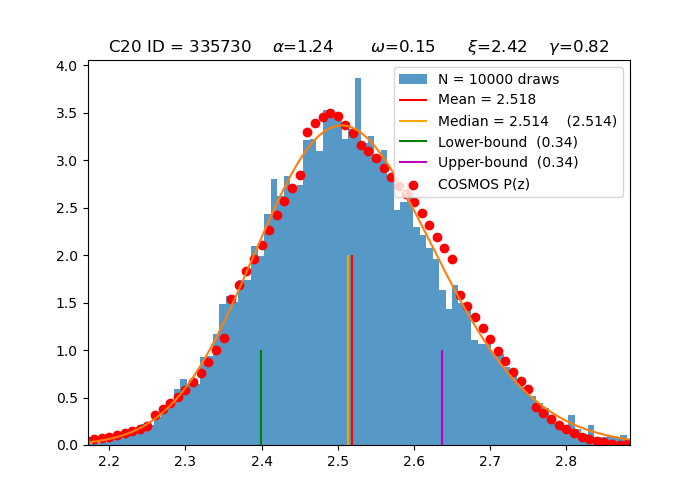 C20 ID = 335730 α=1.24 ω=0.15 ξ=2.42 γ=0.82
N = 10000 draws
Mean = 2.518
Median = 2.514 (2.514)
Lower-bound (0.34)
Upper-bound (0.34)
COSMOS P(z)
4.0
3.5
3.0
2.5
2.0
1.5
1.0
0.5
0.0
2.2 2.3 2.4 2.5 2.6 2.7 2.8